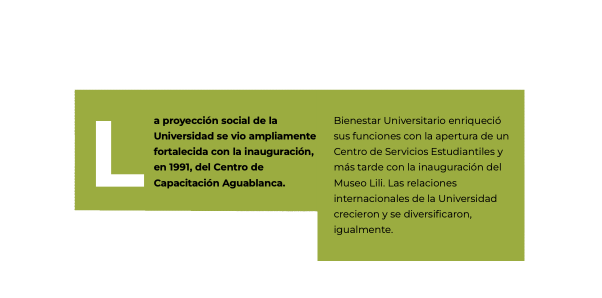 La proyección social de la
Universidad se vio ampliamente
fortalecida con la inauguración,
en 1991, del Centro de
Capacitación Aguablanca.
Bienestar Universitario enriqueció
sus funciones con la apertura de un
Centro de Servicios Estudiantiles y
más tarde con la inauguración del
Museo Lili. Las relaciones
internacionales de la Universidad
crecieron y se diversificaron,
igualmente.